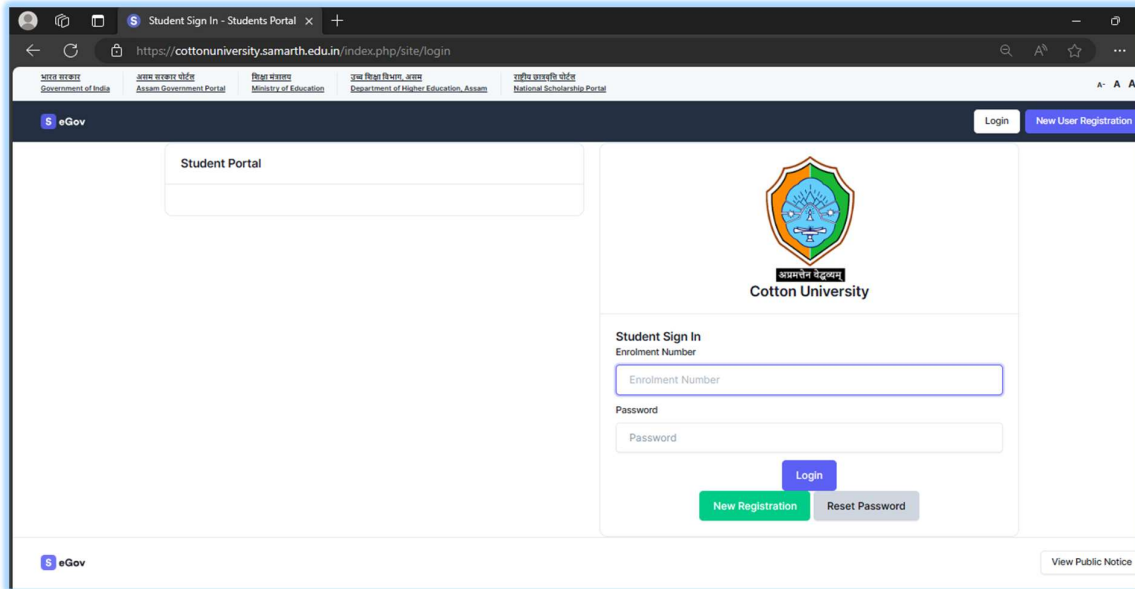 Student Sign In - Students Portal
https://cottonuniversity.samarth.edu.in/index.php/site/login
भारत सरकार
Government of India
असम सरकार पोर्टल
Assam Government Portal
शिक्षा मंत्रालय
Ministry of Education
उच्च शिक्षा विभाग, असम
Department of Higher Education, Assam
राष्ट्रीय छात्रवृत्ति पोर्टल
National Scholarship Portal
A- A A
S eGov
Login
New User Registration
Student Portal
अप्रमत्तेन वेद्धव्यम्
Cotton University
Student Sign In
Enrolment Number
Enrolment Number
Password
Password
Login
New Registration
Reset Password
S eGov
View Public Notice